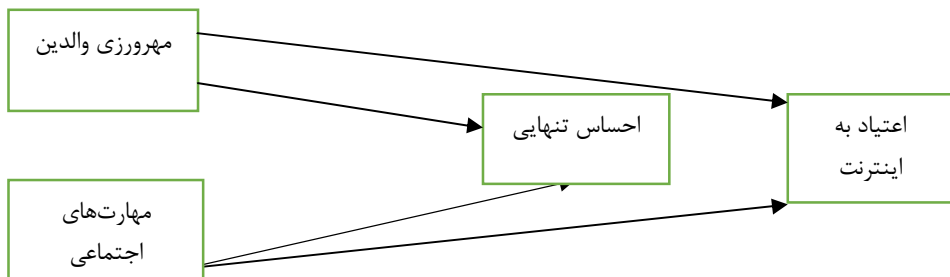 مهرورزی والدین
احساس تنهایی
اعتیاد به
اینترنت
مهارت‌های
اجتماعی